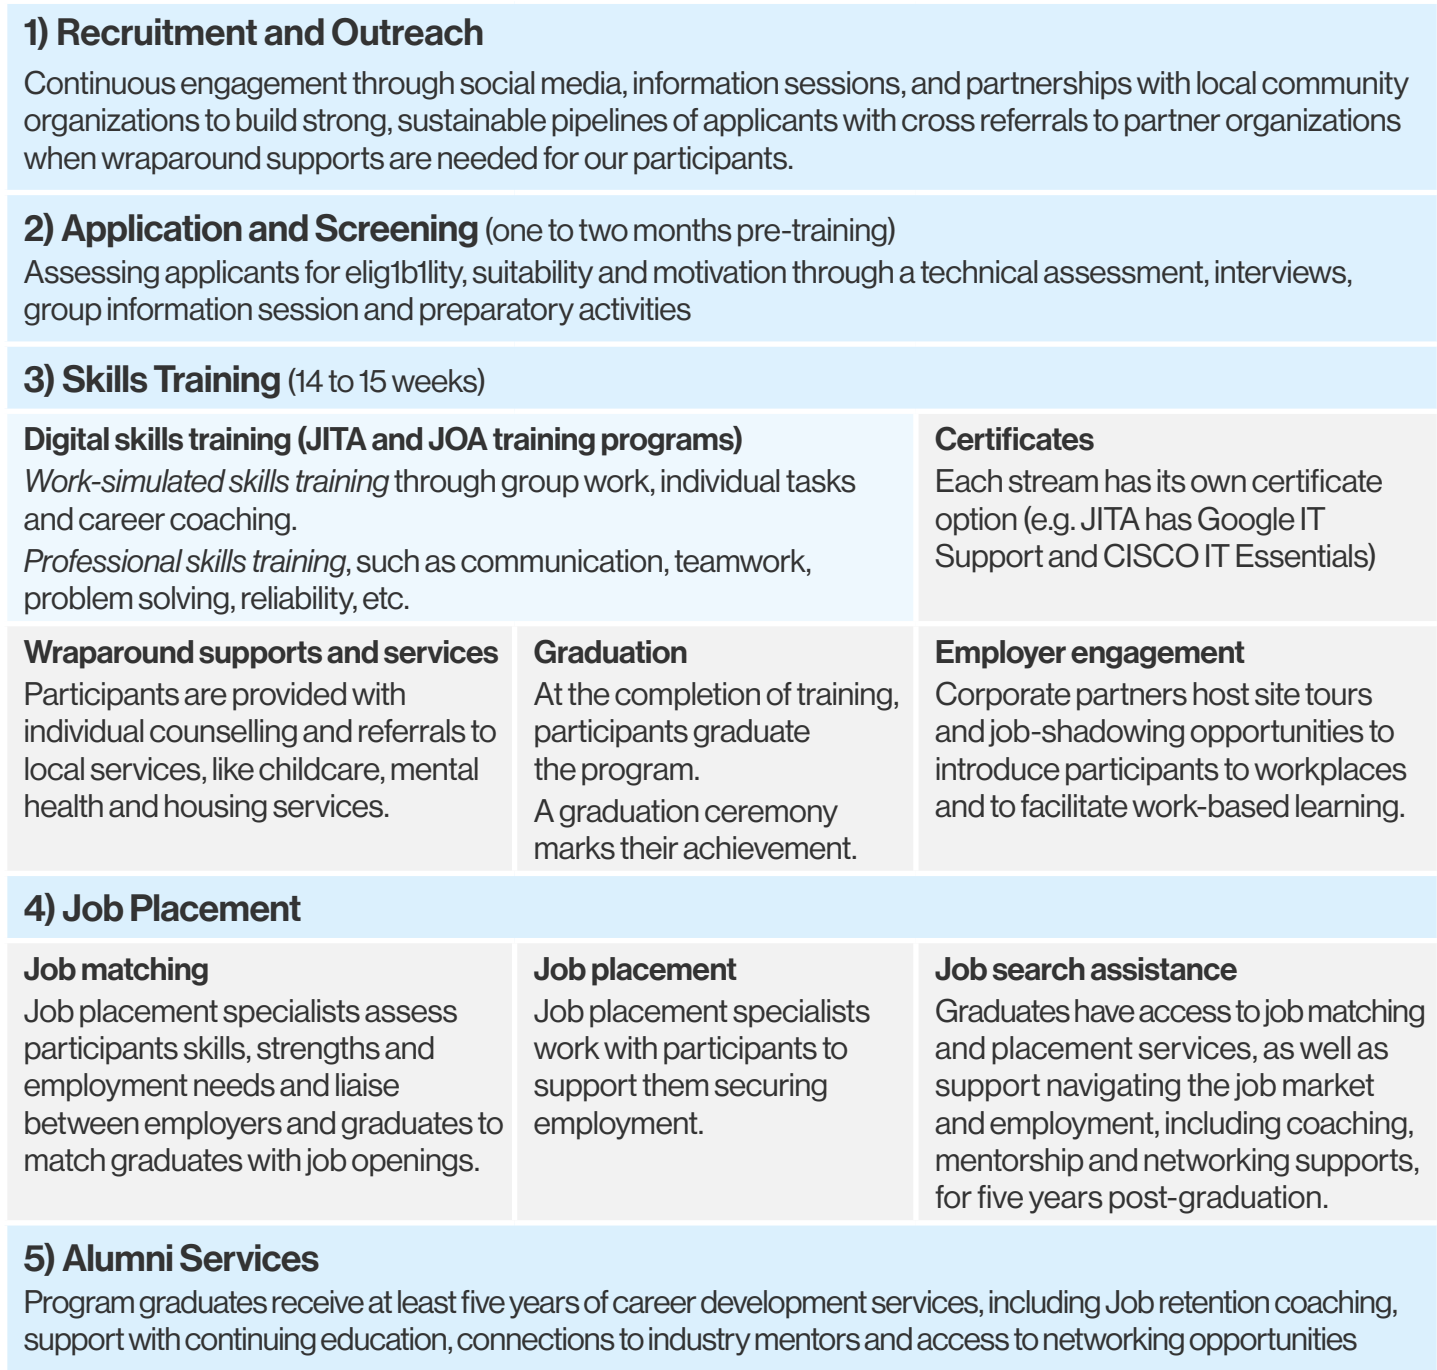 1) Recruitment and Outreach
Continuous engagement through social media, information sessions, and partnerships with local community
organizations to build strong, sustainable pipelines of applicants with cross referrals to partner organizations
when wraparound supports are needed for our participants.
2) Application and Screening (one to two months pre-training)
Assessing applicants for elig1b1lity, suitability and motivation through a technical assessment, interviews,
group information session and preparatory activities
3) Skills Training (14 to 15 weeks)
Digital skills training (JITA and JOA training programs)
Work-simulated skills training through group work, individual tasks
and career coaching.
Professional skills training, such as communication, teamwork,
problem solving, reliability, etc.
Certificates
Each stream has its own certificate
option (e.g. JITA has Google IT
Support and CISCO IT Essentials)
Wraparound supports and services
Participants are provided with
individual counselling and referrals to
local services, like childcare, mental
health and housing services.
Graduation
At the completion of training,
participants graduate
the program.
A graduation ceremony
marks their achievement.
Employer engagement
Corporate partners host site tours
and job-shadowing opportunities to
introduce participants to workplaces
and to facilitate work-based learning.
4) Job Placement
Job matching
Job placement specialists assess
participants skills, strengths and
employment needs and liaise
between employers and graduates to
match graduates with job openings.
Job placement
Job placement specialists
work with participants to
support them securing
employment.
Job search assistance
Graduates have access to job matching
and placement services, as well as
support navigating the job market
and employment, including coaching,
mentorship and networking supports,
for five years post-graduation.
5) Alumni Services
Program graduates receive at least five years of career development services, including Job retention coaching,
support with continuing education, connections to industry mentors and access to networking opportunities